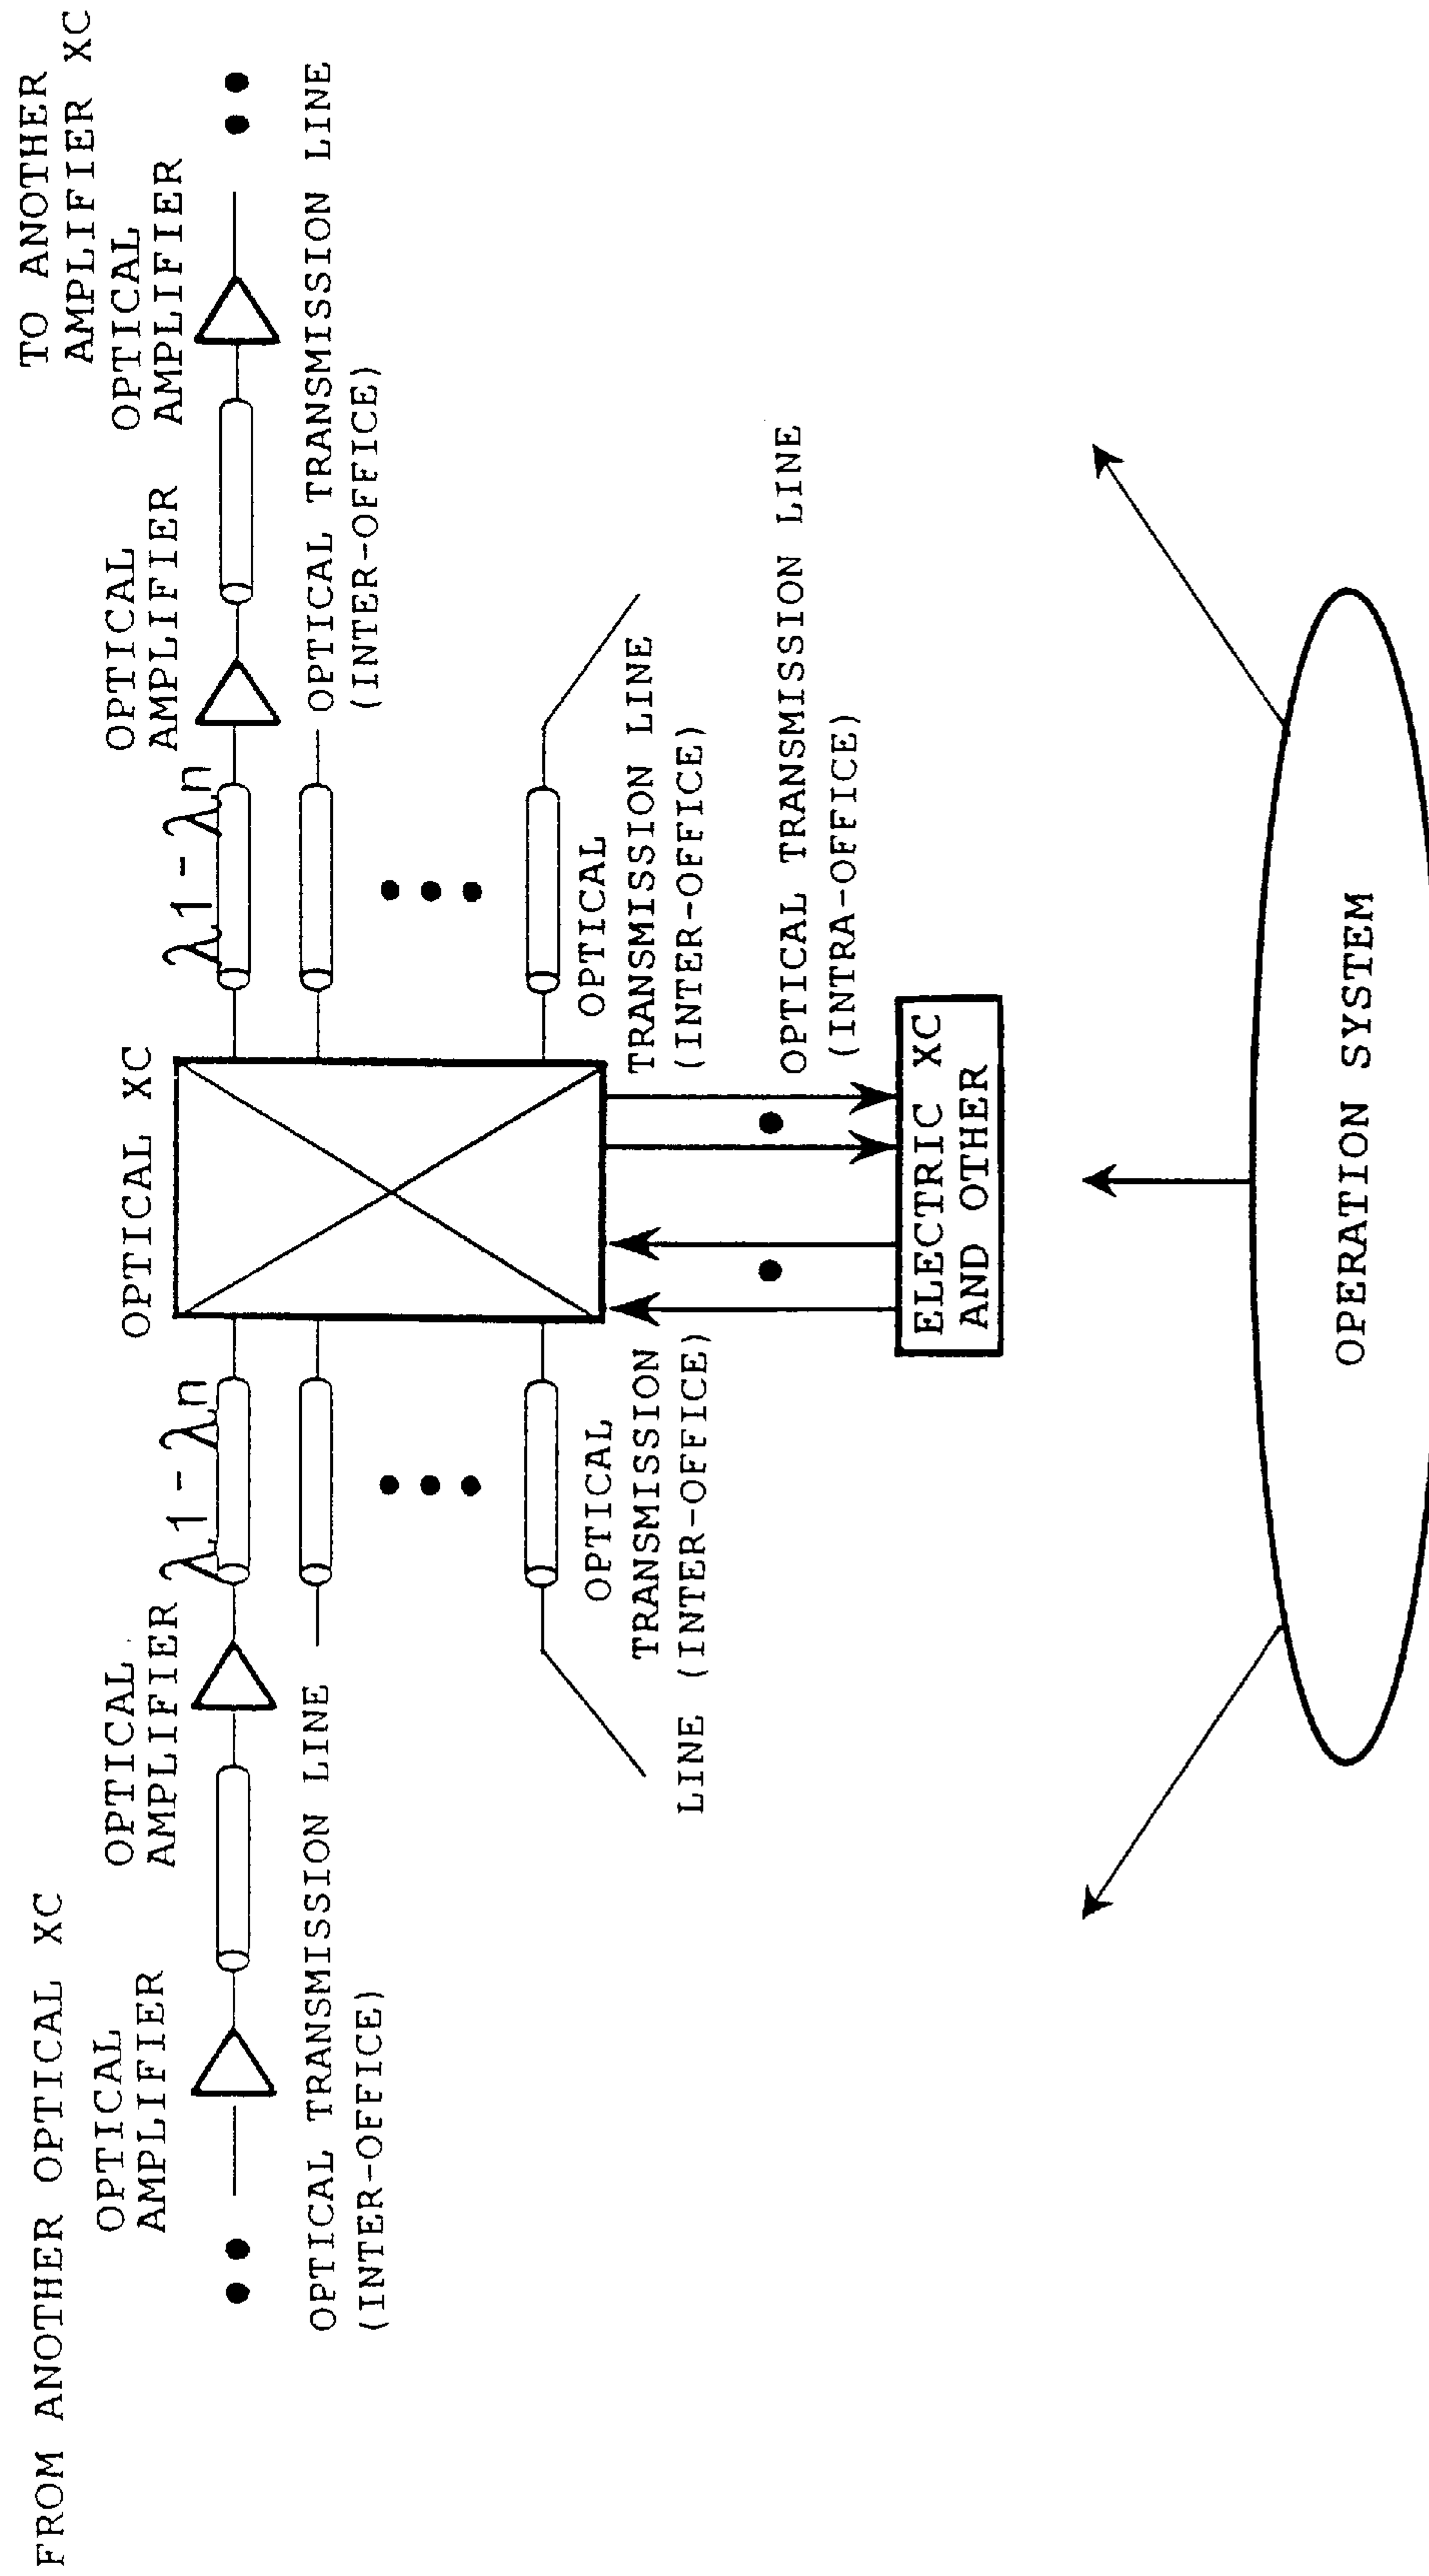 FROM ANOTHER OPTICAL XC
TO ANOTHER
AMPLIFIER XC
OPTICAL
AMPLIFIER
OPTICAL
AMPLIFIER
λ1-λn
OPTICAL XC
λ1-λn
OPTICAL
AMPLIFIER
OPTICAL
AMPLIFIER
OPTICAL TRANSMISSION LINE
(INTER-OFFICE)
OPTICAL TRANSMISSION LINE
(INTER-OFFICE)
OPTICAL
TRANSMISSION
LINE (INTER-OFFICE)
OPTICAL
TRANSMISSION LINE
(INTER-OFFICE)
OPTICAL TRANSMISSION LINE
(INTRA-OFFICE)
ELECTRIC XC
AND OTHER
OPERATION SYSTEM